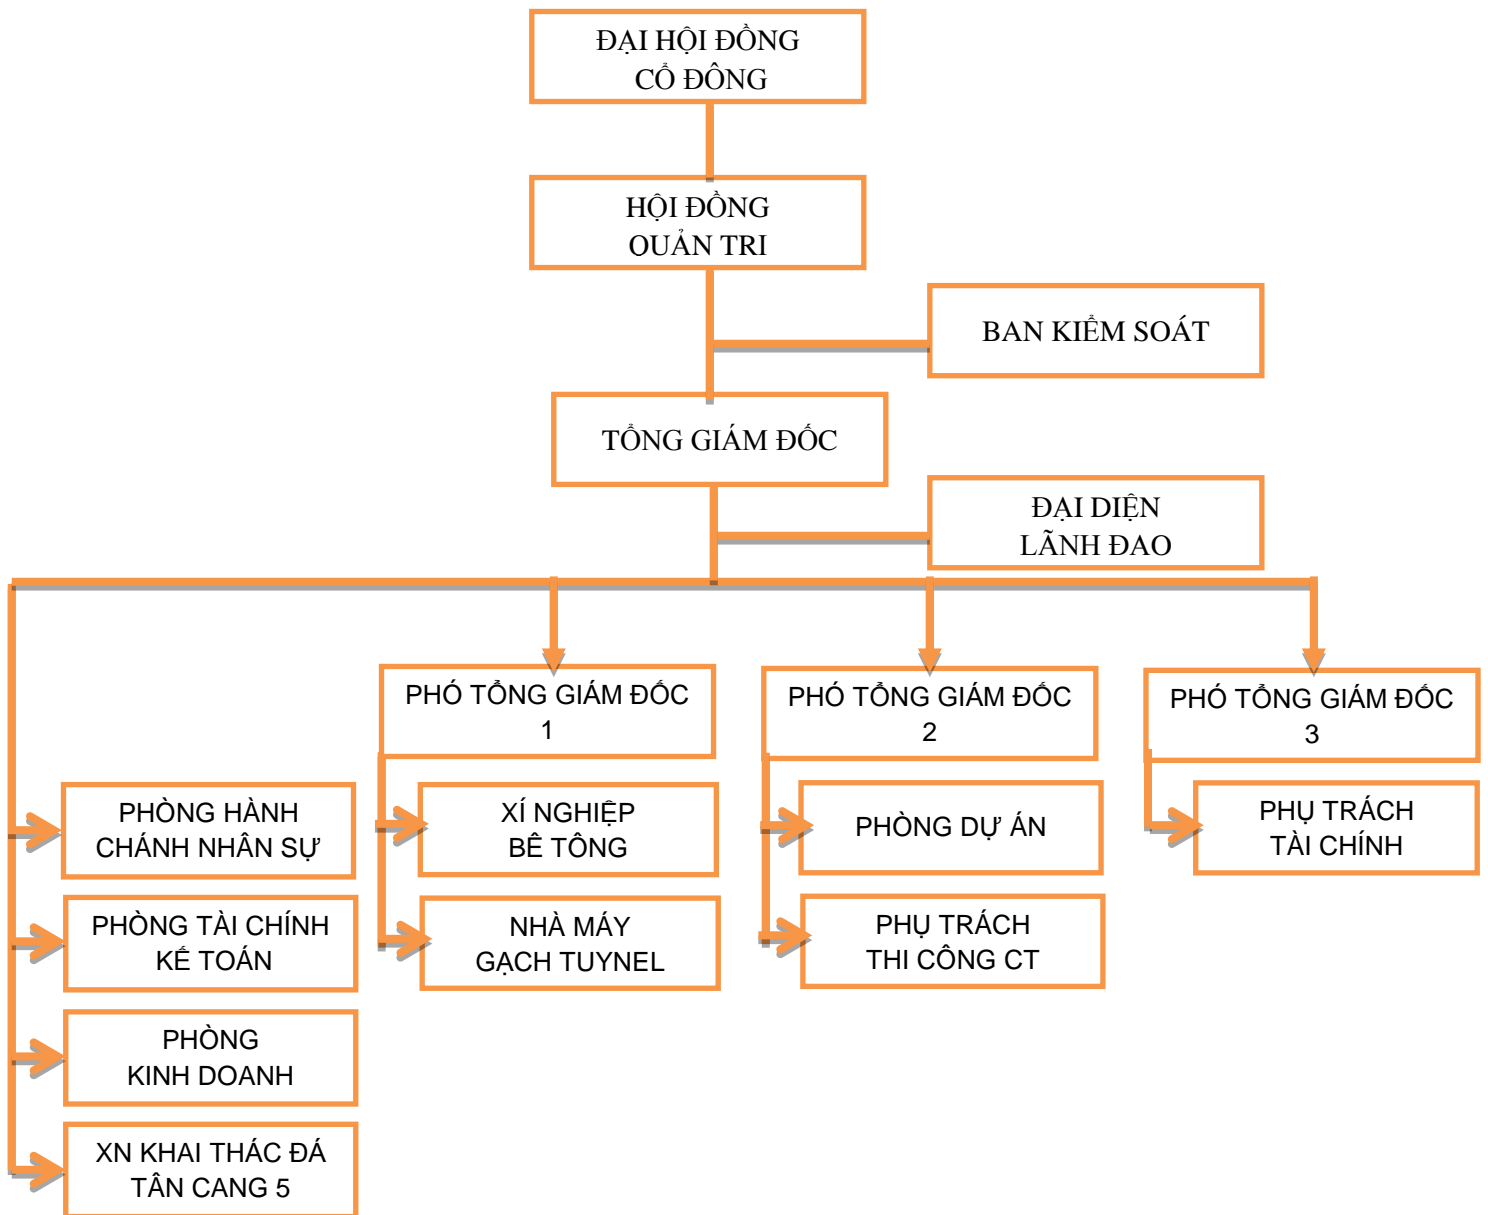 ĐẠI HỘI ĐỒNG
CỔ ĐÔNG
HỘI ĐỒNG
QUẢN TRI
BAN KIỂM SOÁT
TỔNG GIÁM ĐỐC
ĐẠI DIỆN
LÃNH ĐAO
PHÓ TỔNG GIÁM ĐỐC
1
PHÓ TỔNG GIÁM ĐỐC
2
PHÓ TỔNG GIÁM ĐỐC
3
PHÒNG HÀNH
CHÁNH NHÂN SỰ
PHÒNG TÀI CHÍNH
KẾ TOÁN
PHÒNG
KINH DOANH
XN KHAI THÁC ĐÁ
TÂN CANG 5
XÍ NGHIỆP
BÊ TÔNG
NHÀ MÁY
GẠCH TUYNEL
PHÒNG DỰ ÁN
PHỤ TRÁCH
THI CÔNG CT
PHỤ TRÁCH
TÀI CHÍNH